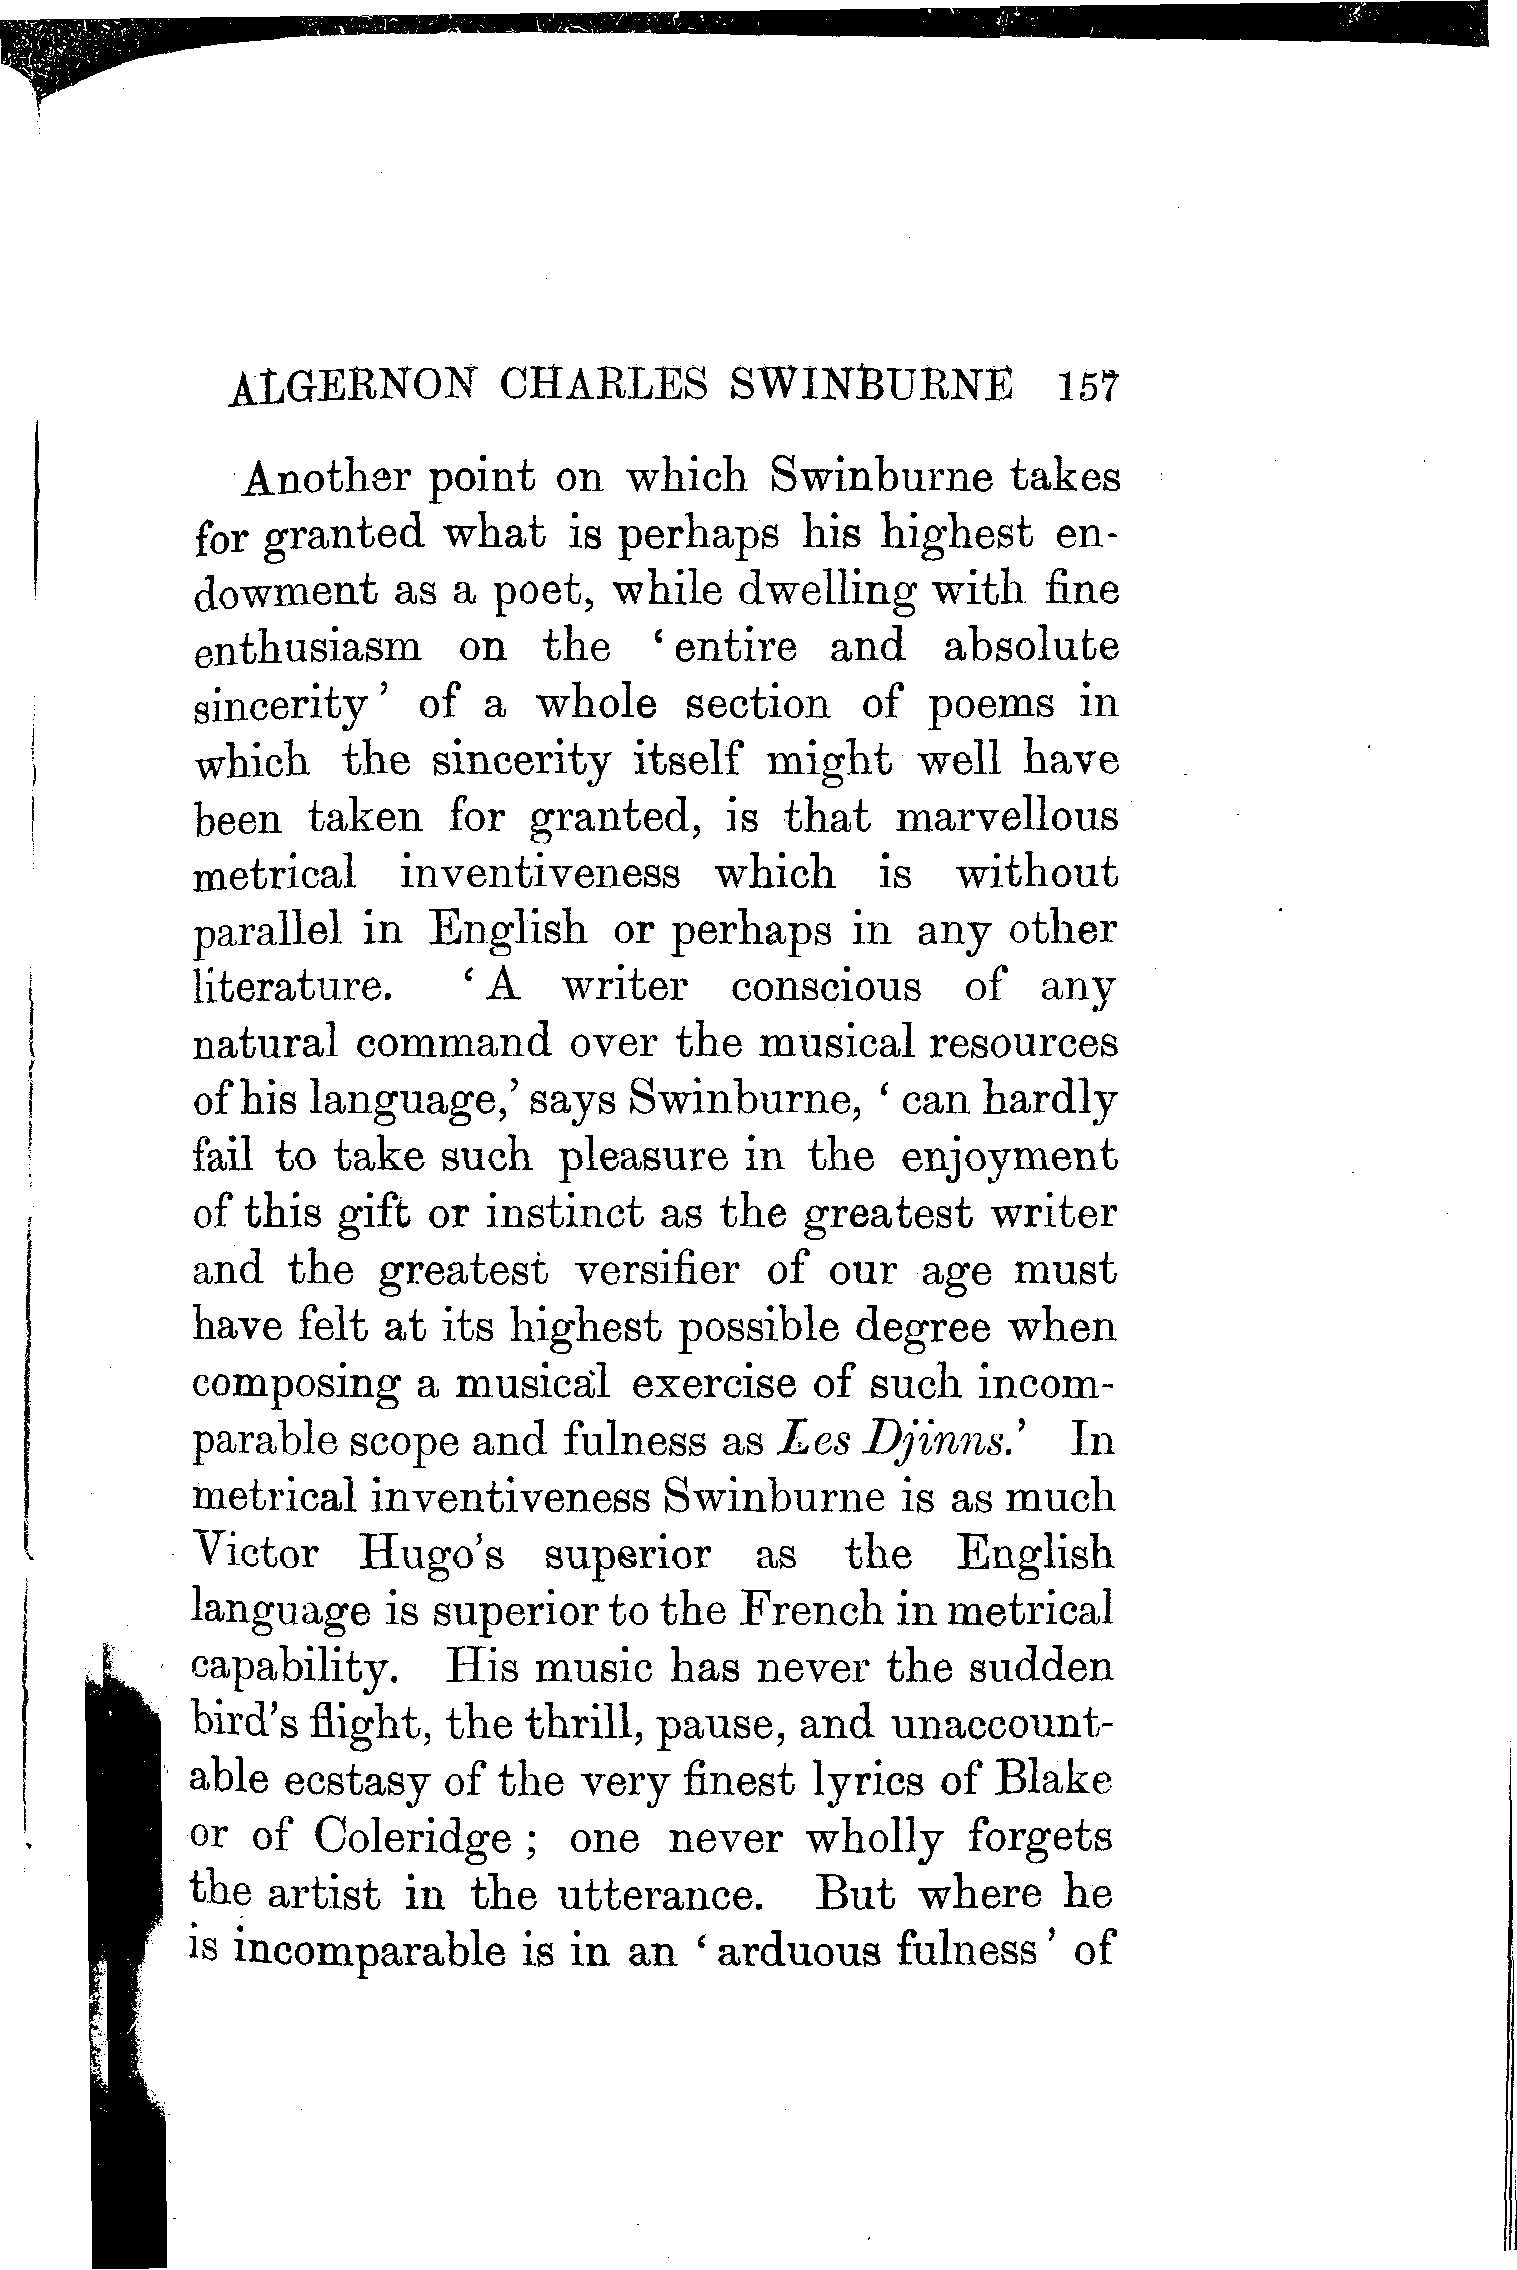 ALGERNON CHARLES SWINBURNE 157
Another point on which Swinburne takes
for granted what is perhaps his highest en-
dowment as a poet, while dwelling with fine
enthusiasm on the ‘entire and absolute
sincerity’ of a whole section of poems in
which the sincerity itself might well have
been taken for granted, is that marvellous
metrical inventiveness which is without
parallel in English or perhaps in any other
literature. ‘A writer conscious of any
natural command over the musical resources
of his language,’ says Swinburne, ‘can hardly
fail to take such pleasure in the enjoyment
of this gift or instinct as the greatest writer
and the greatest versifier of our age must
have felt at its highest possible degree when
composing a musical exercise of such incom-
parable scope and fulness as Les Djinns.’ In
metrical inventiveness Swinburne is as much
Victor Hugo's superior as the English
language is superior to the French in metrical
capability. His music has never the sudden
bird's flight, the thrill, pause, and unaccount-
able ecstasy of the very finest lyrics of Blake
or of Coleridge; one never wholly forgets
the artist in the utterance. But where he
is incomparable is in an ‘arduous fulness’ of